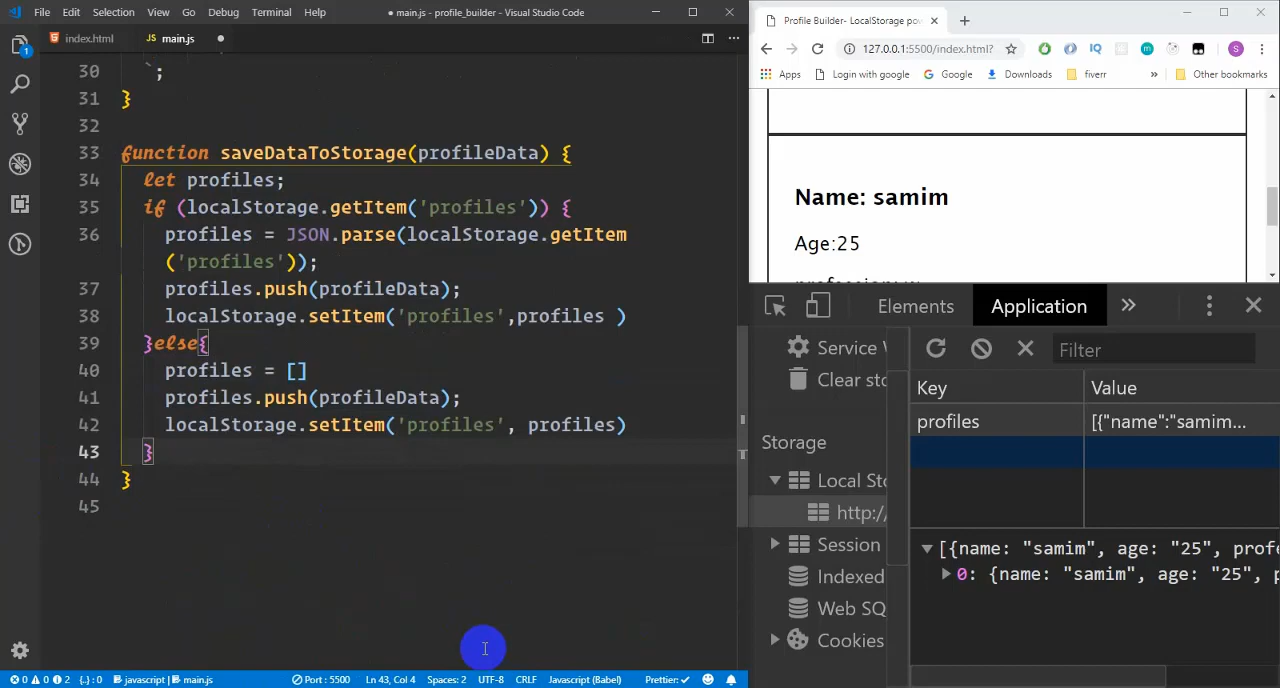 File Edit Selection View Go Debug Terminal Help ● main.js - profile_builder - Visual Studio Code
index.html JS main.js
30 `;
31 }
32
33 function saveDataToStorage(profileData) {
34 let profiles;
35 if (localStorage.getItem('profiles')) {
36 profiles = JSON.parse(localStorage.getItem
('profiles'));
37 profiles.push(profileData);
38 localStorage.setItem('profiles',profiles )
39 }else{
40 profiles = []
41 profiles.push(profileData);
42 localStorage.setItem('profiles', profiles)
43 }
44 }
45
0 0 2 {..} : 0 javascript | main.js Port : 5500 Ln 43, Col 4 Spaces: 2 UTF-8 CRLF Javascript (Babel) Prettier: ✓
Profile Builder- LocalStorage pow
127.0.0.1:5500/index.html?
Apps Login with google Google Downloads fiverr » Other bookmarks
Name: samim
Age:25
Elements Application »
Service W
Clear sto
Storage
Local Sto
http:/
Session
Indexed
Web SQ
Cookies
Filter
Key Value
profiles [{"name":"samim...
[{name: "samim", age: "25", profe
0: {name: "samim", age: "25", p